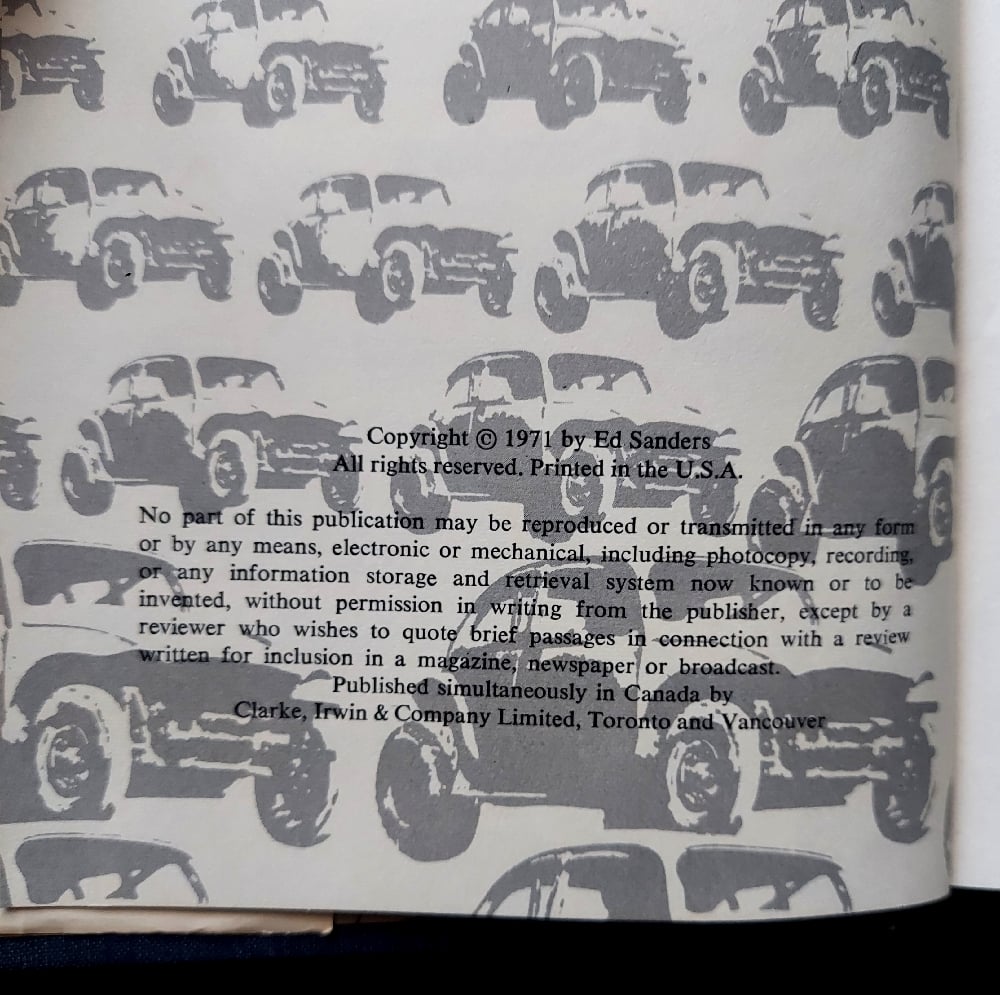 Copyright © 1971 by Ed Sanders
All rights reserved. Printed in the U.S.A.
No part of this publication may be reproduced or transmitted in any form
or by any means, electronic or mechanical, including photocopy, recording,
or any information storage and retrieval system now known or to be
invented, without permission in writing from the publisher, except by a
reviewer who wishes to quote brief passages in connection with a review
written for inclusion in a magazine, newspaper or broadcast.
Published simultaneously in Canada by
Clarke, Irwin & Company Limited, Toronto and Vancouver